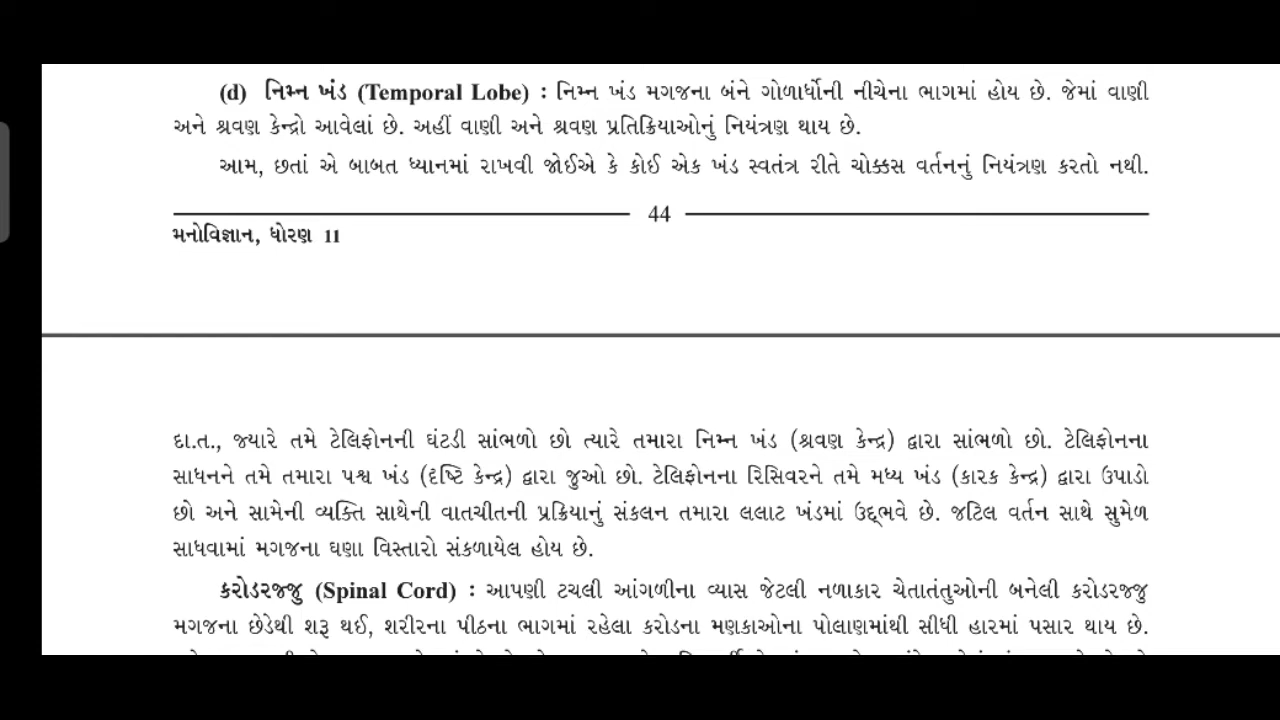 (d) નિમ્ન ખંડ (Temporal Lobe) : નિમ્ન ખંડ મગજના બંને ગોળાર્ધોની નીચેના ભાગમાં હોય છે. જેમાં વાણી
અને શ્રવણ કેન્દ્રો આવેલાં છે. અહીં વાણી અને શ્રવણ પ્રતિક્રિયાઓનું નિયંત્રણ થાય છે.
આમ, છતાં એ બાબત ધ્યાનમાં રાખવી જોઈએ કે કોઈ એક ખંડ સ્વતંત્ર રીતે ચોક્કસ વર્તનનું નિયંત્રણ કરતો નથી.
44
મનોવિજ્ઞાન, ધોરણ 11
દા.ત., જ્યારે તમે ટેલિફોનની ઘંટડી સાંભળો છો ત્યારે તમારા નિમ્ન ખંડ (શ્રવણ કેન્દ્ર) દ્વારા સાંભળો છો. ટેલિફોનના
સાધનને તમે તમારા પશ્વ ખંડ (દૃષ્ટિ કેન્દ્ર) દ્વારા જુઓ છો. ટેલિફોનના રિસિવરને તમે મધ્ય ખંડ (કારક કેન્દ્ર) દ્વારા ઉપાડો
છો અને સામેની વ્યક્તિ સાથેની વાતચીતની પ્રક્રિયાનું સંકલન તમારા લલાટ ખંડમાં ઉદ્ભવે છે. જટિલ વર્તન સાથે સુમેળ
સાધવામાં મગજના ઘણા વિસ્તારો સંકળાયેલ હોય છે.
કરોડરજ્જુ (Spinal Cord) : આપણી ટચલી આંગળીના વ્યાસ જેટલી નળાકાર ચેતાતંતુઓની બનેલી કરોડરજ્જુ
મગજના છેડેથી શરૂ થઈ, શરીરના પીઠના ભાગમાં રહેલા કરોડના મણકાઓના પોલાણમાંથી સીધી હારમાં પસાર થાય છે.